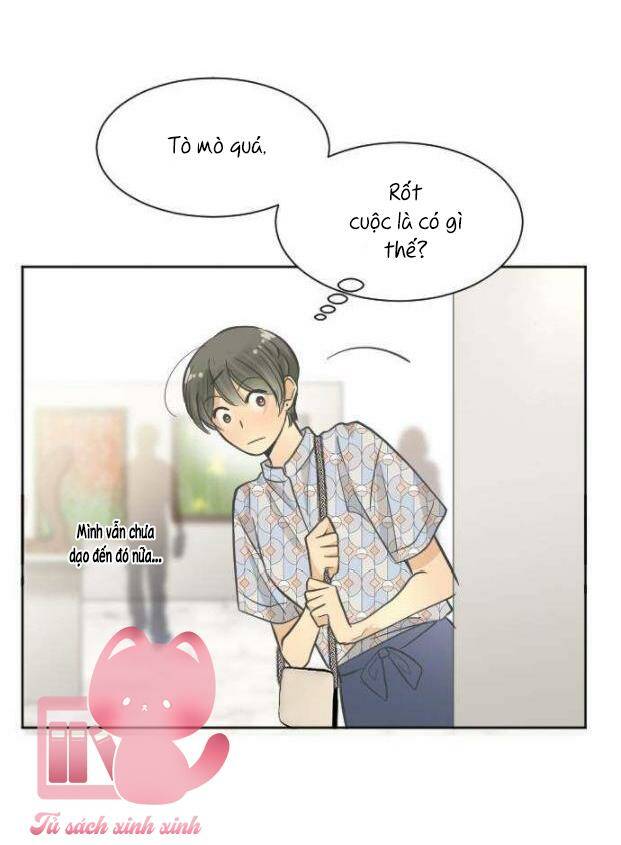 Tò mò quá.
Rốt
cuộc là có gì
thế?
Mình vẫn chưa
dạo đến đó nữa...
Tủ sách xinh xinh